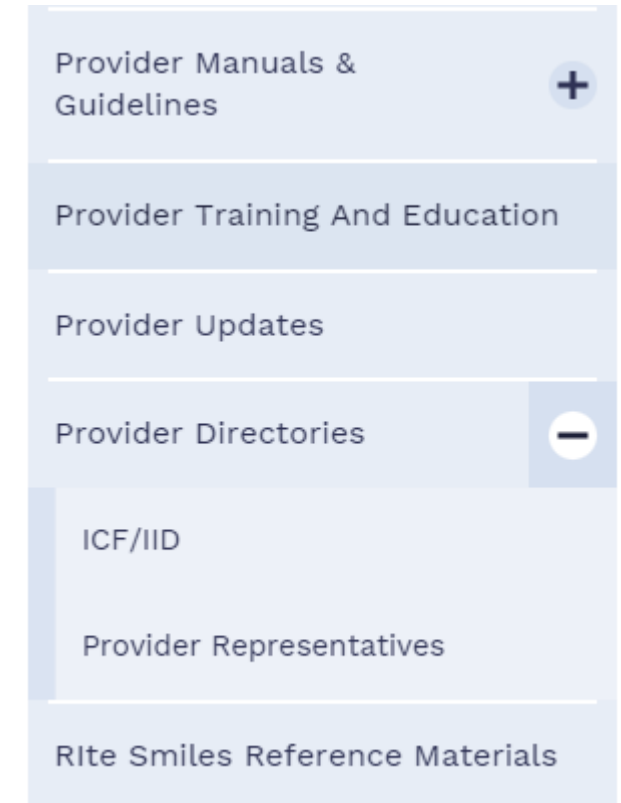 Provider Manuals &
Guidelines
Provider Training And Education
Provider Updates
Provider Directories
ICF/IID
Provider Representatives
RIte Smiles Reference Materials